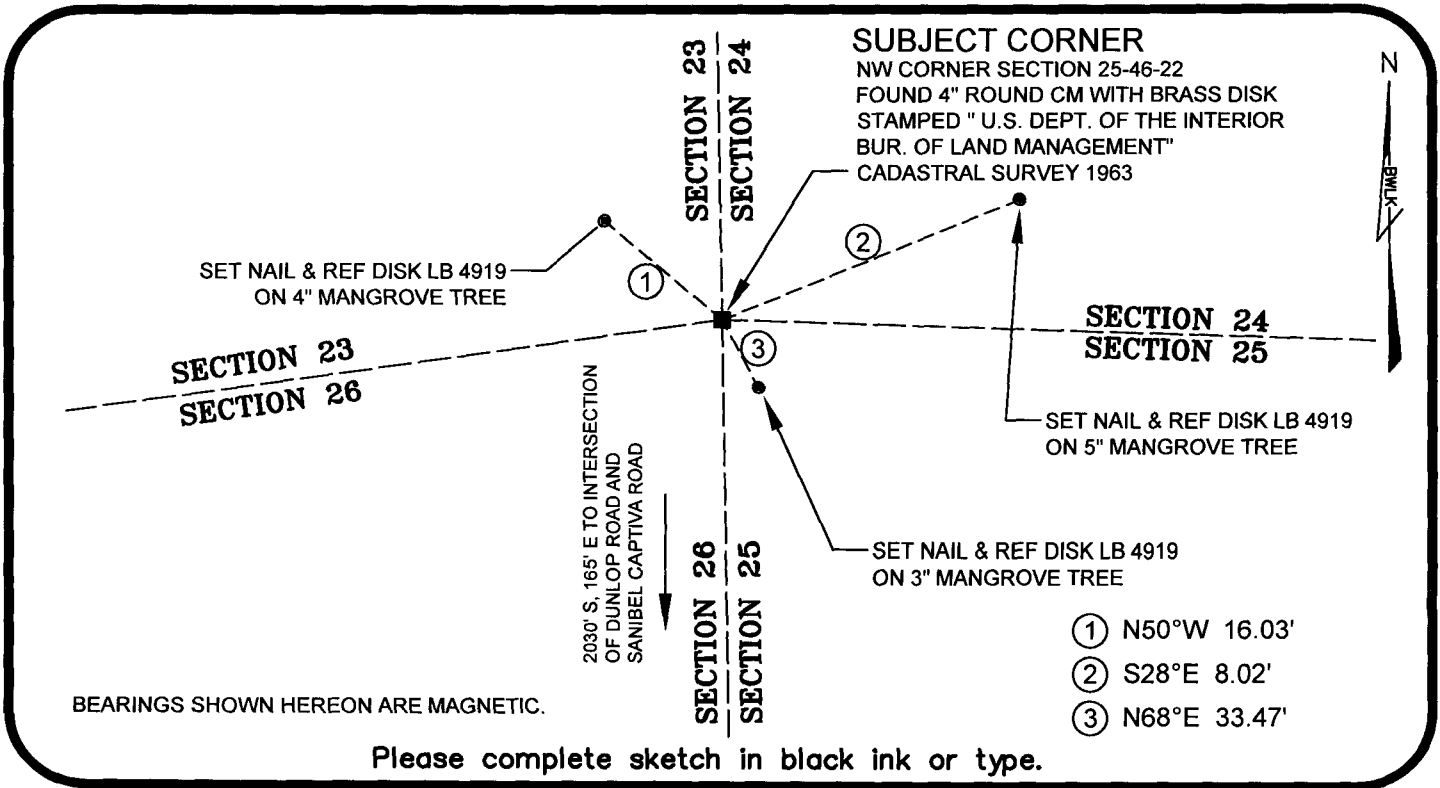 SUBJECT CORNER
NW CORNER SECTION 25-46-22
FOUND 4" ROUND CM WITH BRASS DISK
STAMPED " U.S. DEPT. OF THE INTERIOR
BUR. OF LAND MANAGEMENT"
CADASTRAL SURVEY 1963
N
BWLK
SECTION 23
SECTION 24
SET NAIL & REF DISK LB 4919
ON 4" MANGROVE TREE
1
2
3
SECTION 23
SECTION 26
SECTION 24
SECTION 25
SET NAIL & REF DISK LB 4919
ON 5" MANGROVE TREE
2030' S, 165' E TO INTERSECTION
OF DUNLOP ROAD AND
SANIBEL CAPTIVA ROAD
SECTION 26
SECTION 25
SET NAIL & REF DISK LB 4919
ON 3" MANGROVE TREE
1 N50°W 16.03'
2 S28°E 8.02'
3 N68°E 33.47'
BEARINGS SHOWN HEREON ARE MAGNETIC.
Please complete sketch in black ink or type.